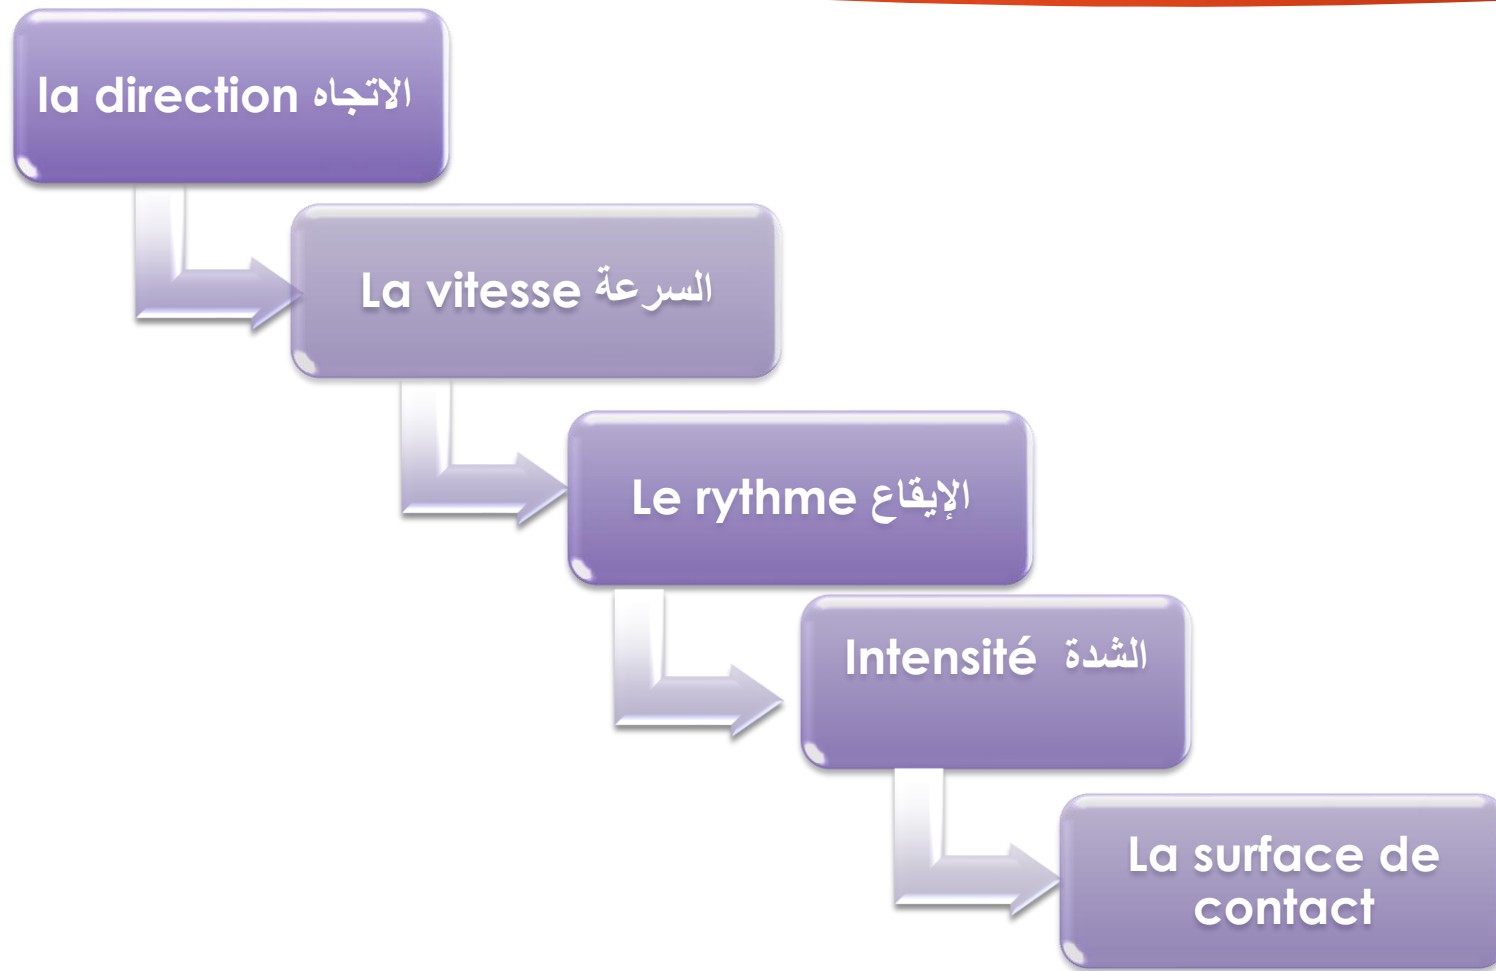 la direction الاتجاه
La vitesse السرعة
Le rythme الإيقاع
Intensité الشدة
La surface de
contact